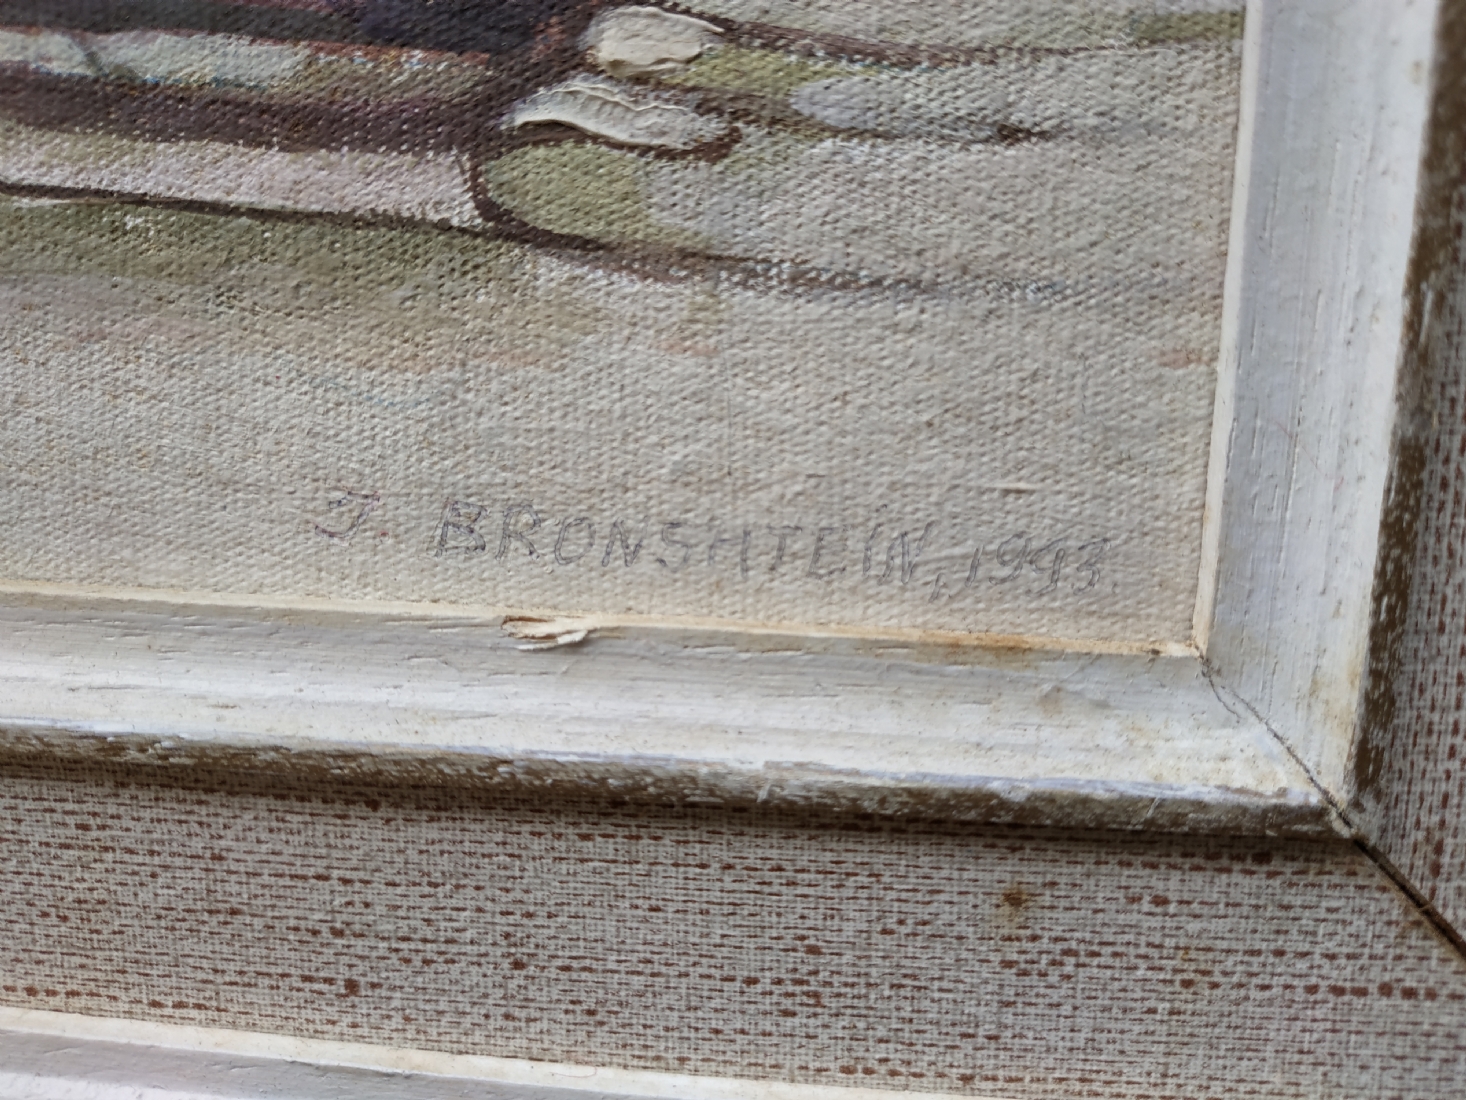 J. BRONSHTEIN, 1993.